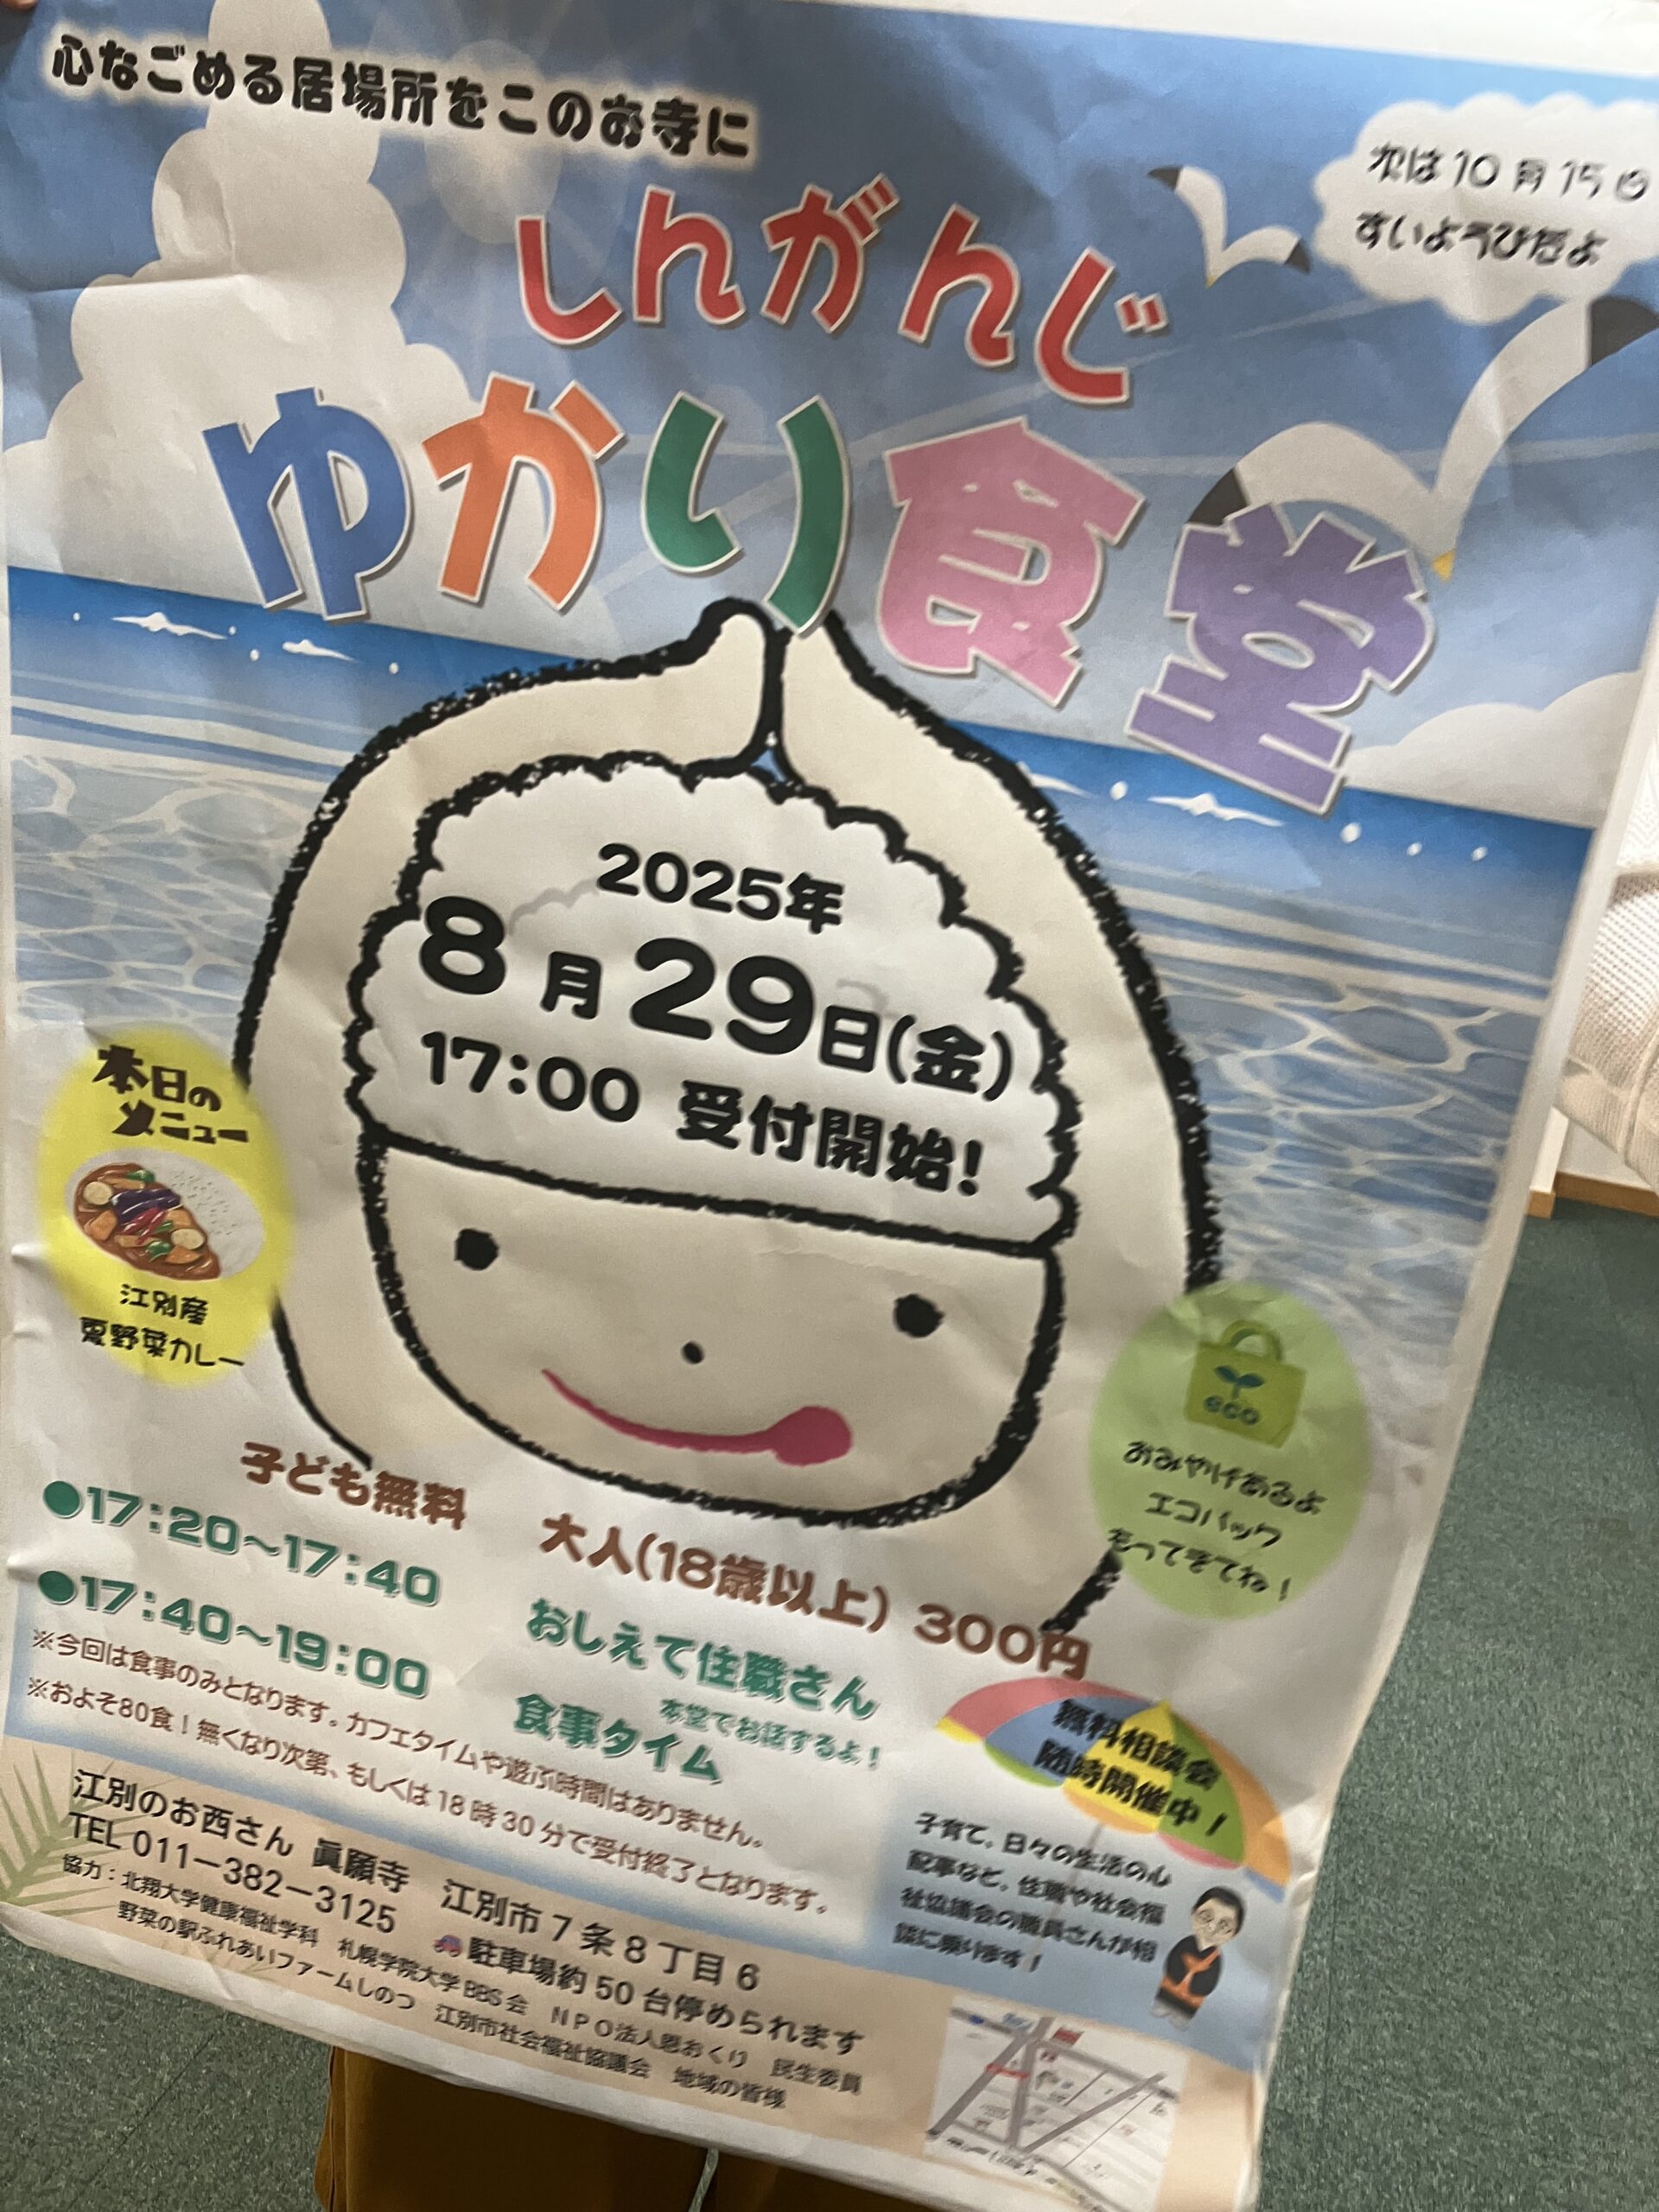 心なごめる居場所をこのお寺に
次は10月15日
すいようびだよ
しんがんじ
ゆかり食堂
2025年
8月29日(金)
17:00 受付開始!
本日の
メニュー
江別産
夏野菜カレー
eco
おみやげあるよ
エコバック
もってきてね!
子ども無料 大人(18歳以上) 300円
●17:20~17:40 おしえて住職さん
本堂でお話するよ!
●17:40~19:00 食事タイム
※今回は食事のみとなります。カフェタイムや遊ぶ時間はありません。
※およそ80食!無くなり次第、もしくは18時30分で受付終了となります。
無料相談会
随時開催中!
子育て、日々の生活の心
配事など、住職や社会福
祉協議会の職員さんが相
談に乗ります!
江別のお西さん 眞願寺 江別市7条8丁目6
TEL 011-382-3125 駐車場約50台停められます
協力:北翔大学健康福祉学科 札幌学院大学BBS会 NPO法人恩おくり 民生委員
野菜の駅ふれあいファームしのつ 江別市社会福祉協議会 地域の皆様